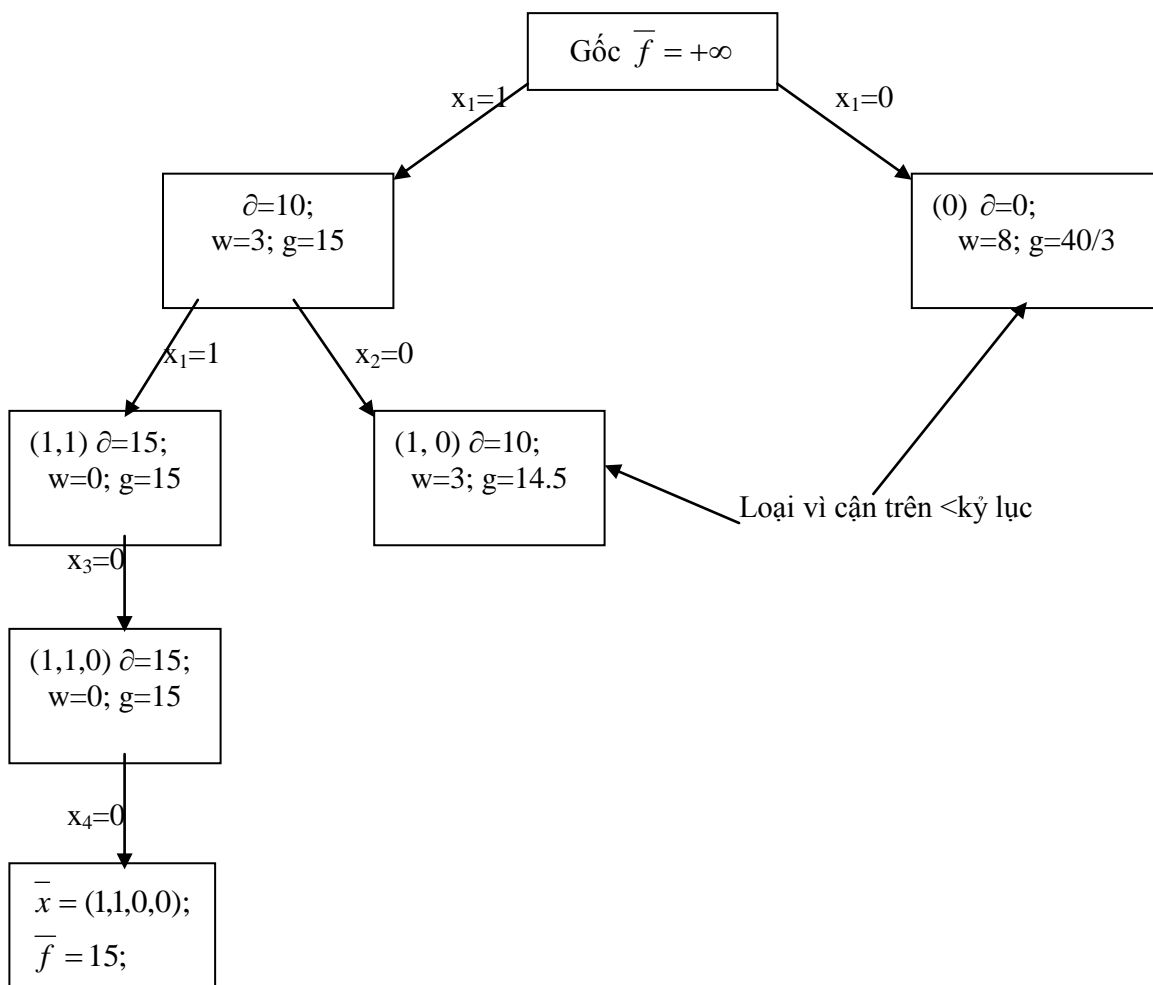 Gốc f̅ = +∞
x₁=1
x₁=0
∂=10;
w=3; g=15
(0) ∂=0;
w=8; g=40/3
x₁=1
x₂=0
(1,1) ∂=15;
w=0; g=15
(1, 0) ∂=10;
w=3; g=14.5
Loại vì cận trên <kỷ lục
x₃=0
(1,1,0) ∂=15;
w=0; g=15
x₄=0
x̅ = (1,1,0,0);
f̅ = 15;